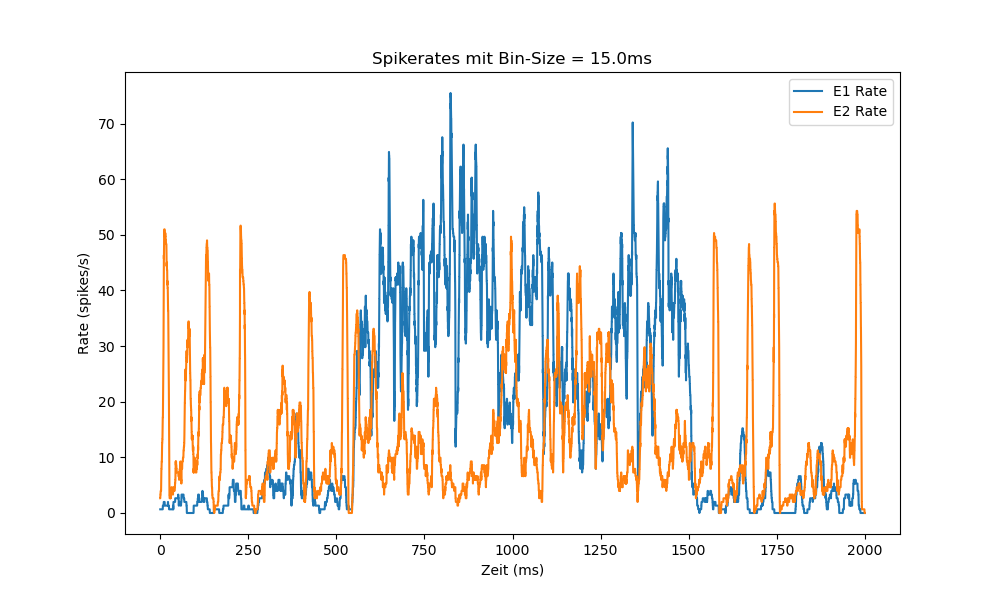 Spikerates mit Bin-Size = 15.0ms
E1 Rate
E2 Rate
Rate (spikes/s)
70
60
50
40
30
20
10
0
0 250 500 750 1000 1250 1500 1750 2000
Zeit (ms)